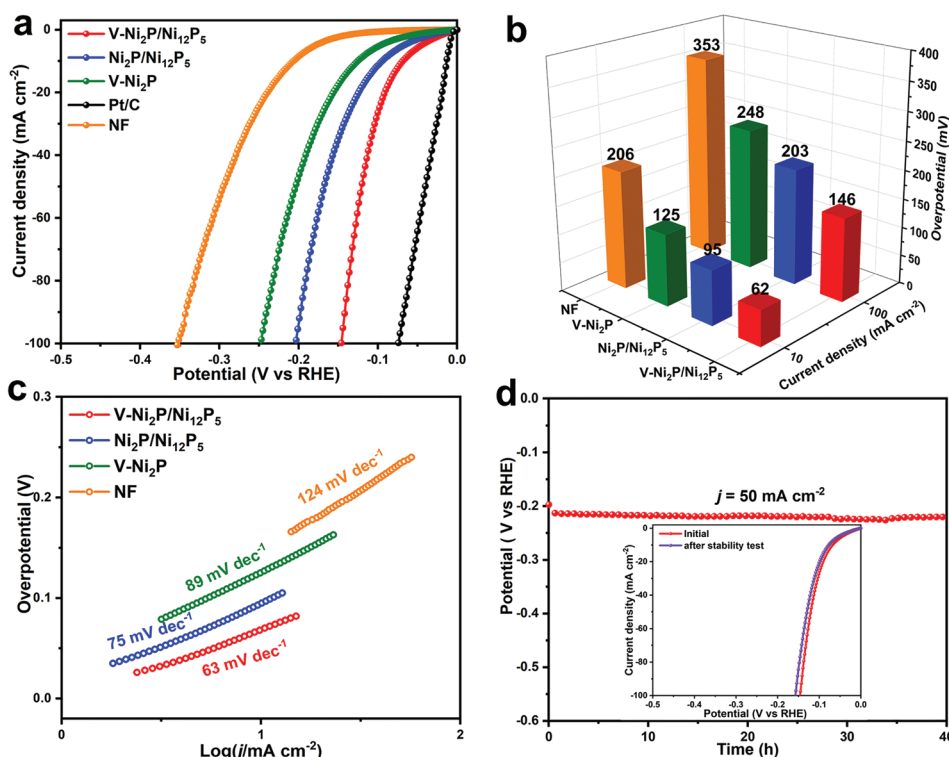 a
V-Ni₂P/Ni₁₂P₅
Ni₂P/Ni₁₂P₅
V-Ni₂P
Pt/C
NF
Current density (mA cm⁻²)
0
-20
-40
-60
-80
-100
-0.5
-0.4
-0.3
-0.2
-0.1
0.0
Potential (V vs RHE)
b
353
248
203
146
206
125
95
62
400
350
300
250
200
150
100
50
0
Overpotential (mV)
NF
V-Ni₂P
Ni₂P/Ni₁₂P₅
V-Ni₂P/Ni₁₂P₅
10
100
Current density (mA cm⁻²)
c
V-Ni₂P/Ni₁₂P₅
Ni₂P/Ni₁₂P₅
V-Ni₂P
NF
124 mV dec⁻¹
89 mV dec⁻¹
75 mV dec⁻¹
63 mV dec⁻¹
Overpotential (V)
0.3
0.2
0.1
0.0
0
1
2
Log(j/mA cm⁻²)
d
j = 50 mA cm⁻²
Potential ( V vs RHE)
0.0
-0.1
-0.2
-0.3
-0.4
-0.5
-0.6
0
10
20
30
40
Time (h)
Initial
after stability test
Current density (mA cm⁻²)
0
-20
-40
-60
-80
-100
-0.5
-0.4
-0.3
-0.2
-0.1
0.0
Potential (V vs RHE)